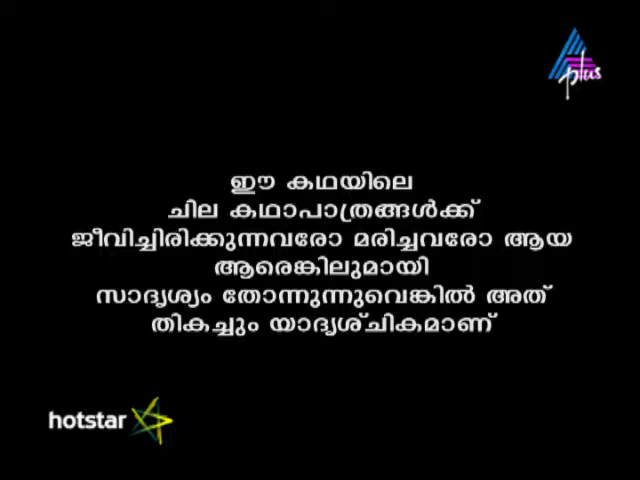 plus
ഈ കഥയിലെ
ചില കഥാപാത്രങ്ങൾക്ക്
ജീവിച്ചിരിക്കുന്നവരോ മരിച്ചവരോ ആയ
ആരെങ്കിലുമായി
സാദൃശ്യം തോന്നുന്നുവെങ്കിൽ അത്
തികച്ചും യാദൃശ്ചികമാണ്
hotstar